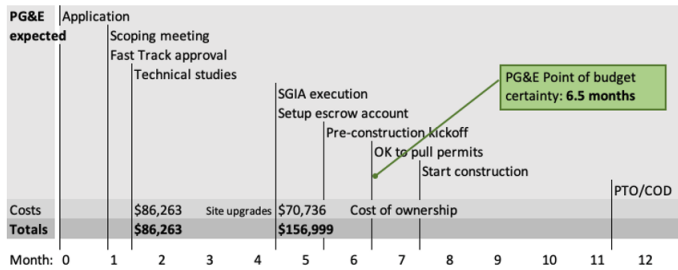 PG&E Application
expected Scoping meeting
Fast Track approval
Technical studies
PG&E Point of budget
certainty: 6.5 months
SGIA execution
Setup escrow account
Pre-construction kickoff
OK to pull permits
Start construction
PTO/COD
Costs $86,263 Site upgrades $70,736 Cost of ownership
Totals $86,263 $156,999
Month: 0 1 2 3 4 5 6 7 8 9 10 11 12